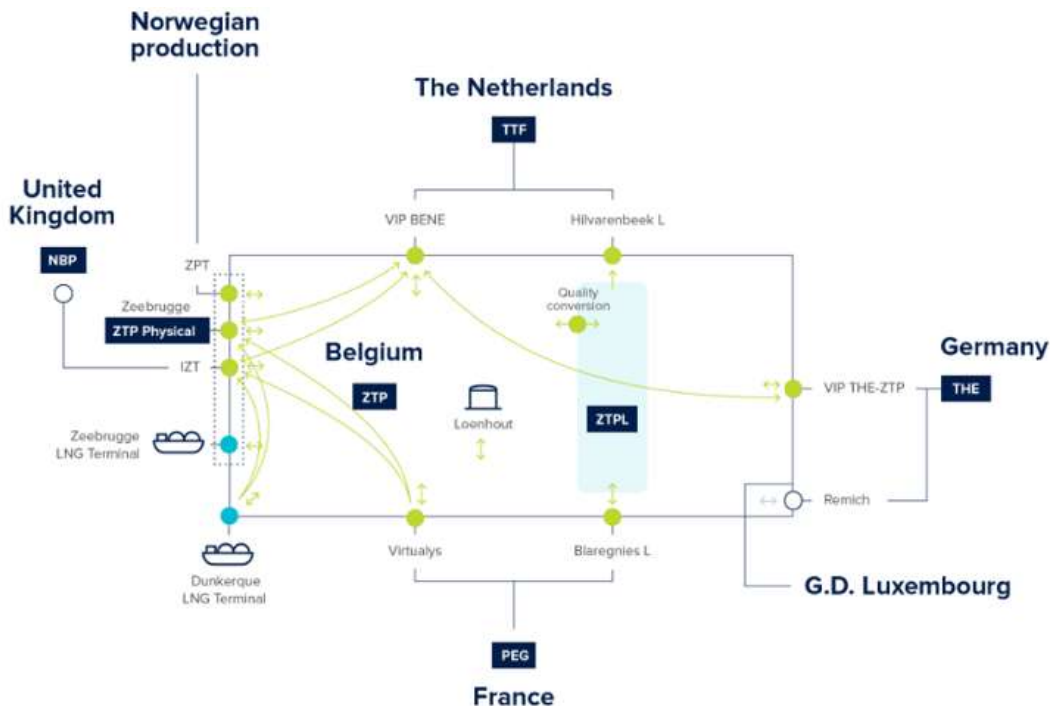 Norwegian
production
The Netherlands
TTF
United
Kingdom
NBP
VIP BENE
Hilvarenbeek L
ZPT
Zeebrugge
ZTP Physical
IZT
Quality
conversion
Belgium
ZTP
Loenhout
ZTPL
Germany
VIP THE-ZTP
THE
Zeebrugge
LNG Terminal
Remich
Dunkerque
LNG Terminal
Virtualys
Blaregnies L
G.D. Luxembourg
PEG
France